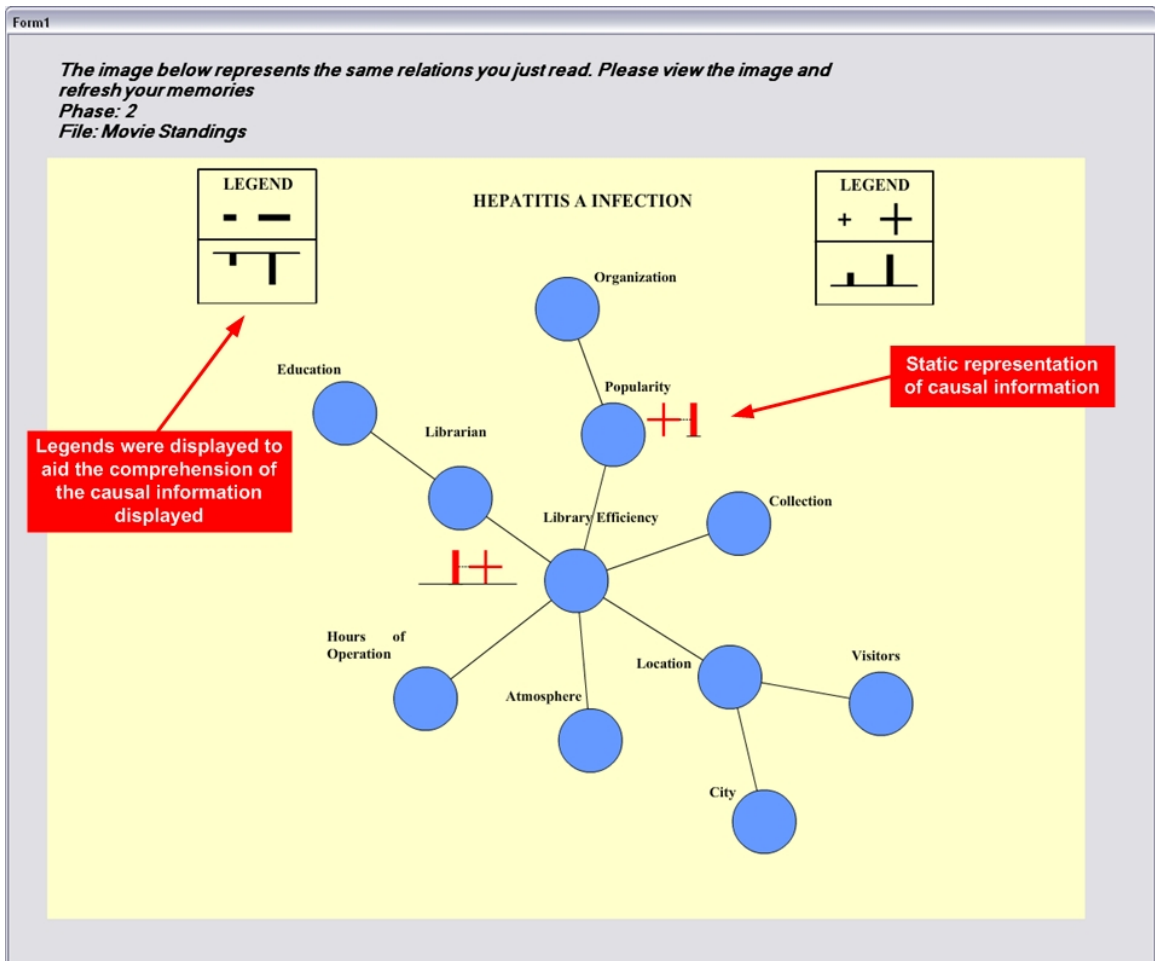 Form1
The image below represents the same relations you just read. Please view the image and
refresh your memories
Phase: 2
File: Movie Standings
LEGEND
HEPATITIS A INFECTION
LEGEND
Organization
Education
Popularity
Static representation
of causal information
Librarian
Legends were displayed to
aid the comprehension of
the causal information
displayed
Library Efficiency
Collection
Hours of
Operation
Location
Visitors
Atmosphere
City